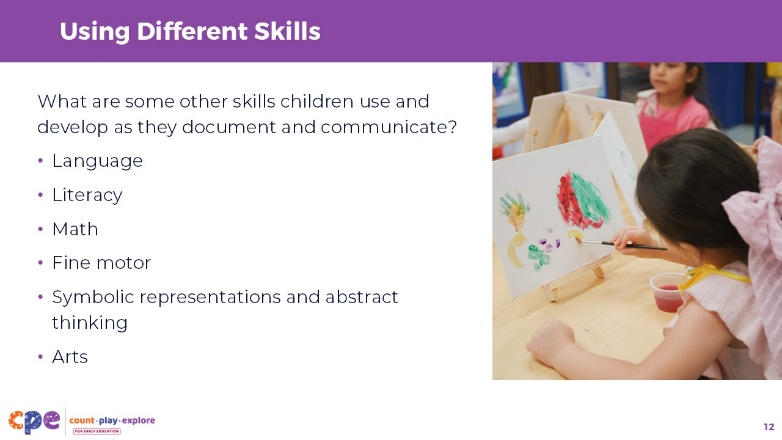 Using Different Skills
What are some other skills children use and
develop as they document and communicate?
• Language
• Literacy
• Math
• Fine motor
• Symbolic representations and abstract
thinking
• Arts
cpe
count·play·explore
FOR EARLY EDUCATION
12